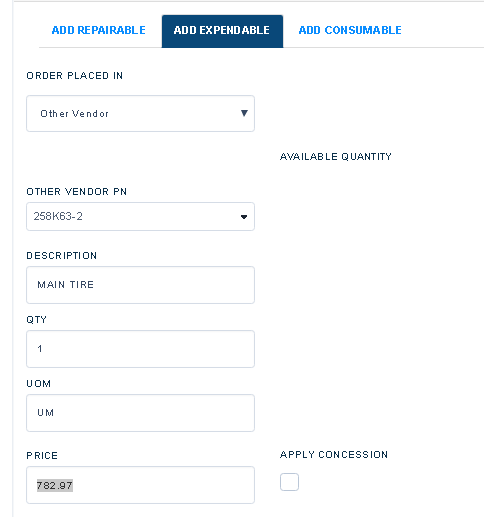 ADD REPAIRABLE ADD EXPENDABLE ADD CONSUMABLE
ORDER PLACED IN
Other Vendor
AVAILABLE QUANTITY
OTHER VENDOR PN
258K63-2
DESCRIPTION
MAIN TIRE
QTY
1
UOM
UM
PRICE APPLY CONCESSION
782.97